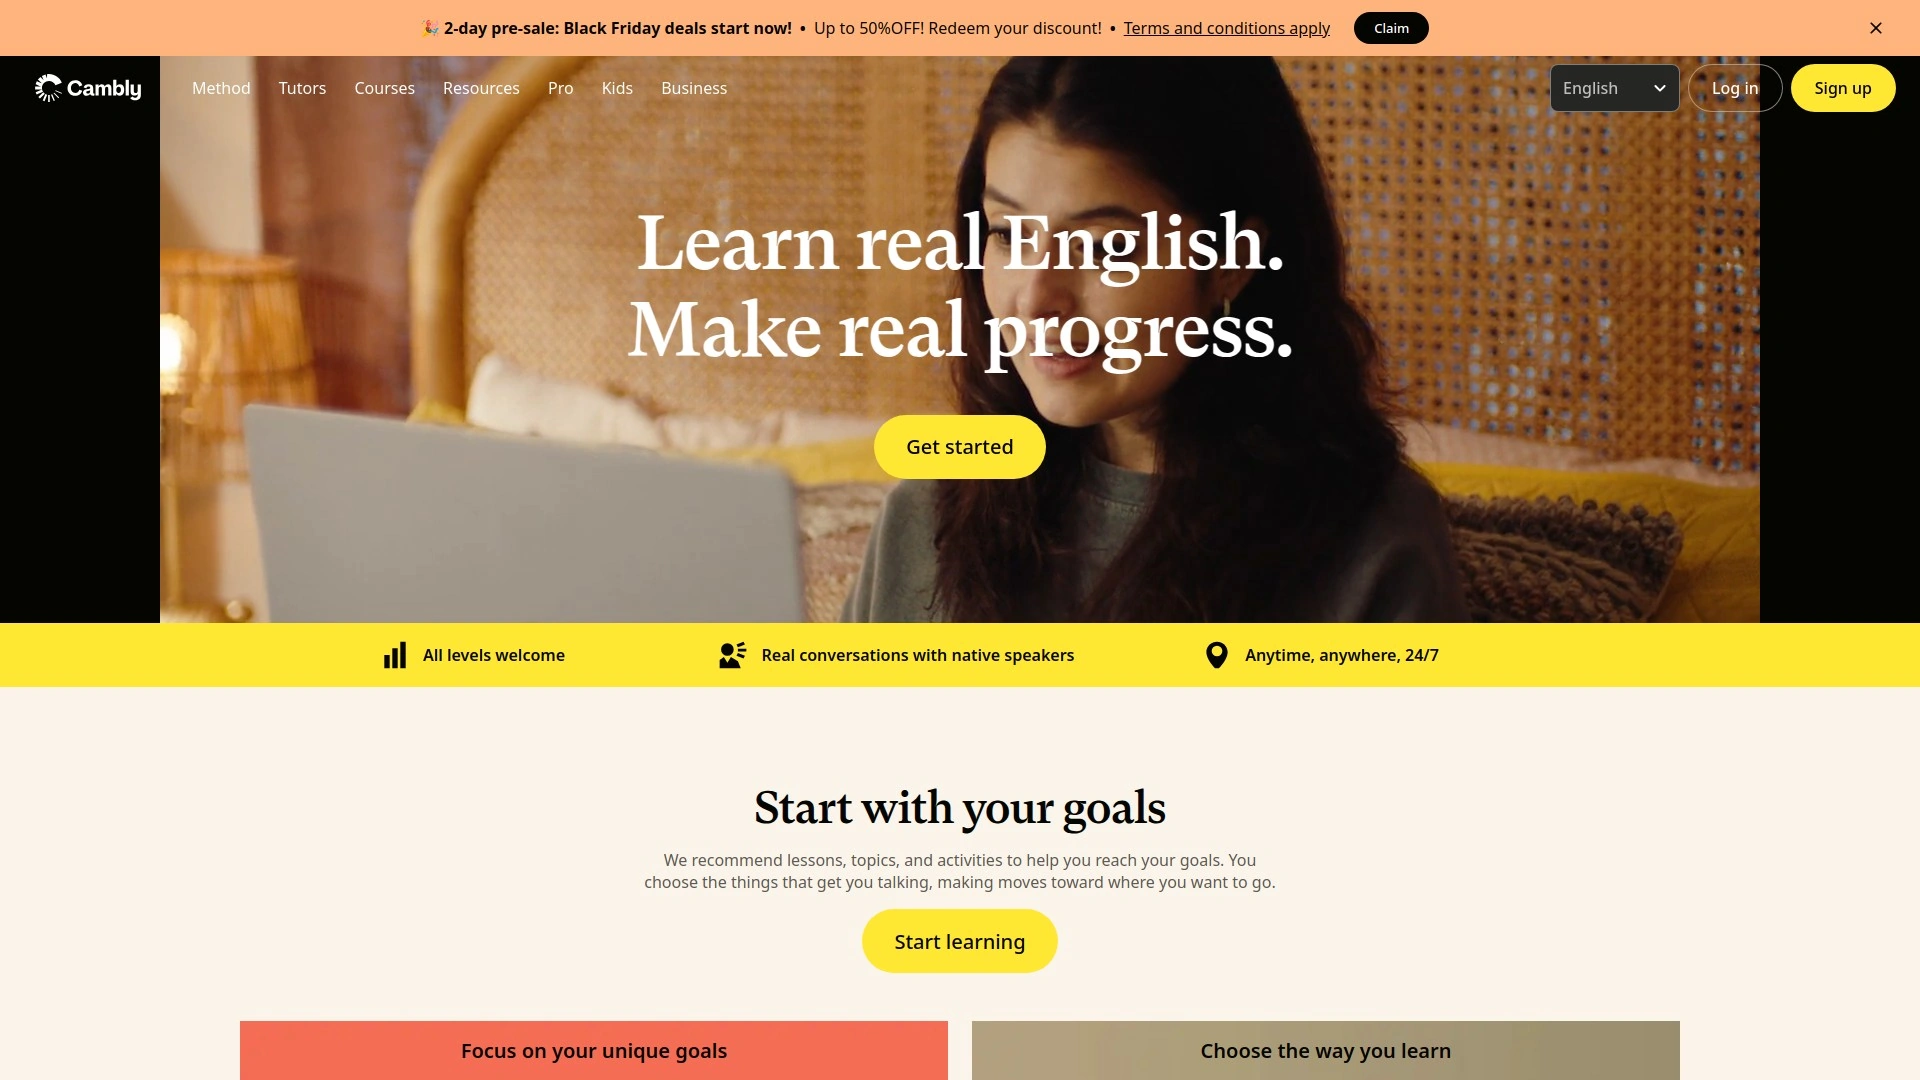 🎉 2-day pre-sale: Black Friday deals start now! • Up to 50%OFF! Redeem your discount! • Terms and conditions apply Claim
Cambly Method Tutors Courses Resources Pro Kids Business English Log in Sign up
Learn real English.
Make real progress.
Get started
All levels welcome Real conversations with native speakers Anytime, anywhere, 24/7
Start with your goals
We recommend lessons, topics, and activities to help you reach your goals. You
choose the things that get you talking, making moves toward where you want to go.
Start learning
Focus on your unique goals Choose the way you learn